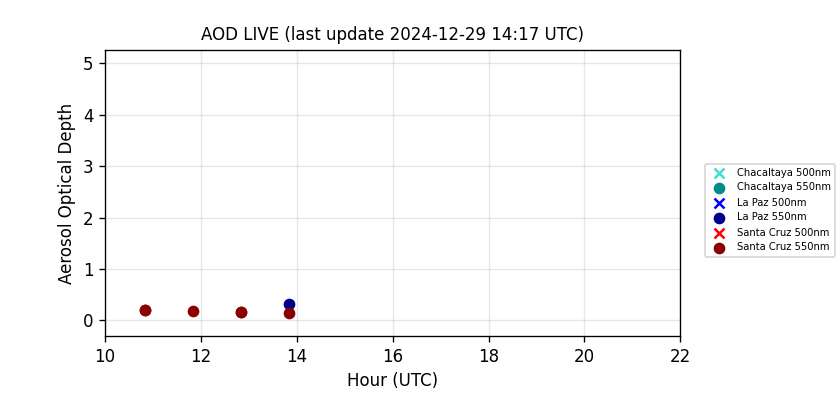 AOD LIVE (last update 2024-12-29 14:17 UTC)
Aerosol Optical Depth
5
4
3
2
1
0
10 12 14 16 18 20 22
Hour (UTC)
Chacaltaya 500nm
Chacaltaya 550nm
La Paz 500nm
La Paz 550nm
Santa Cruz 500nm
Santa Cruz 550nm